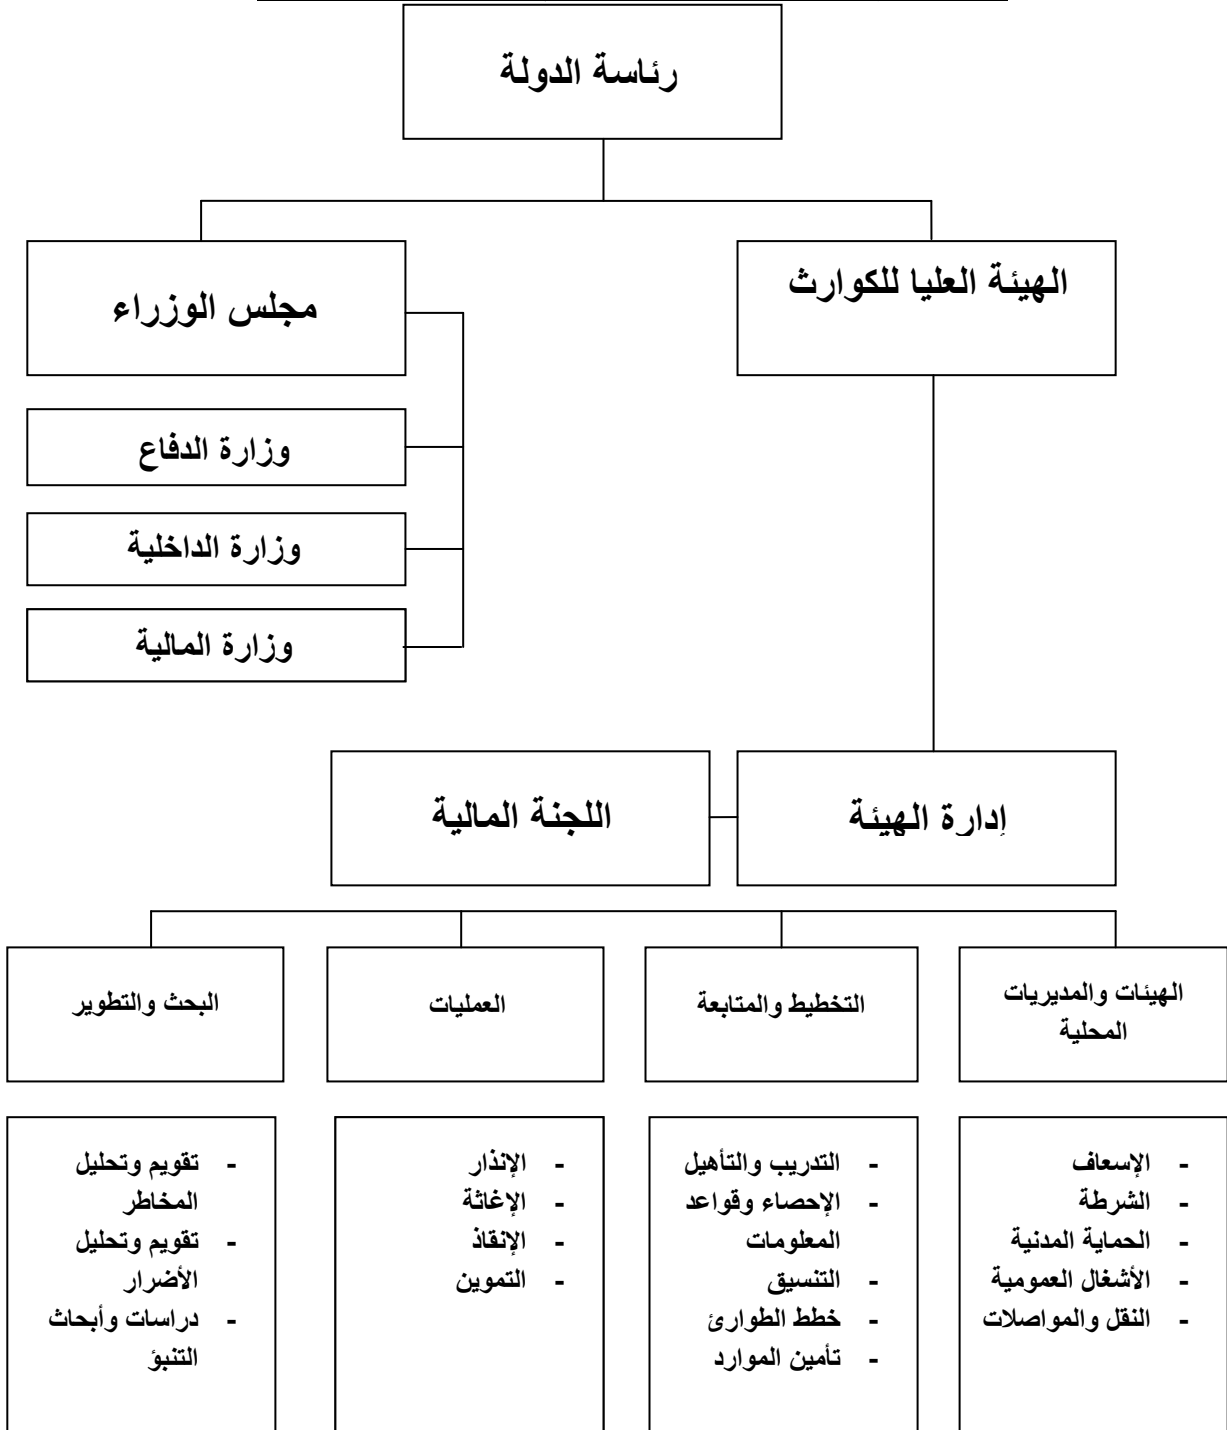 رئاسة الدولة
الهيئة العليا للكوارث
مجلس الوزراء
وزارة الدفاع
وزارة الداخلية
وزارة المالية
إدارة الهيئة
اللجنة المالية
الهيئات والمديريات
المحلية
التخطيط والمتابعة
العمليات
البحث والتطوير
- الإسعاف
- الشرطة
- الحماية المدنية
- الأشغال العمومية
- النقل والمواصلات
- التدريب والتأهيل
- الإحصاء وقواعد
المعلومات
- التنسيق
- خطط الطوارئ
- تأمين الموارد
- الإنذار
- الإغاثة
- الإنقاذ
- التموين
- تقويم وتحليل
المخاطر
- تقويم وتحليل
الأضرار
- دراسات وأبحاث
التنبؤ